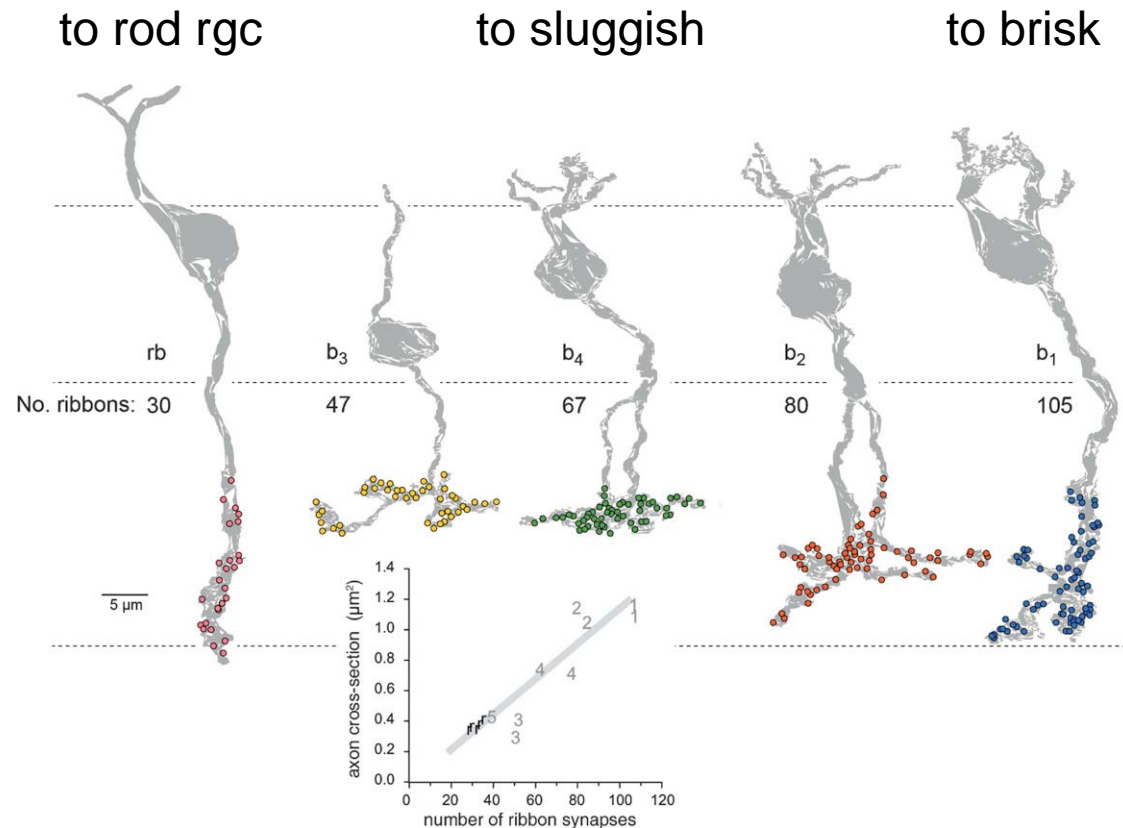 to rod rgc to sluggish to brisk
rb b₃ b₄ b₂ b₁
No. ribbons: 30 47 67 80 105
5 µm
axon cross-section (µm²)
1.4
1.2
1.0
0.8
0.6
0.4
0.2
0.0
2 1
2 1
4 4
r r r r r 5 3
3
0 20 40 60 80 100 120
number of ribbon synapses